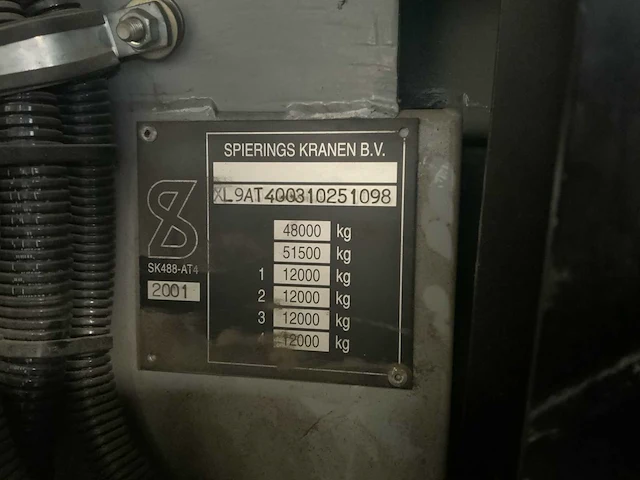 SPIERINGS KRANEN B.V.
XL9AT400310251098
48000 kg
51500 kg
SK488-AT4
1 12000 kg
2001
2 12000 kg
3 12000 kg
12000 kg